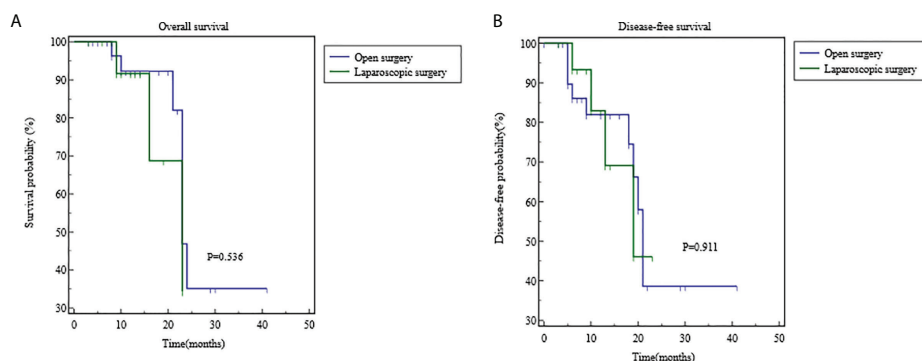 A
Overall survival
Open surgery
Laparoscopic surgery
Survival probability (%)
100
90
80
70
60
50
40
30
P=0.536
0 10 20 30 40 50
Time(months)
B
Disease-free survival
Open surgery
Laparoscopic surgery
Disease-free probability(%)
100
90
80
70
60
50
40
30
P=0.911
0 10 20 30 40 50
Time(months)